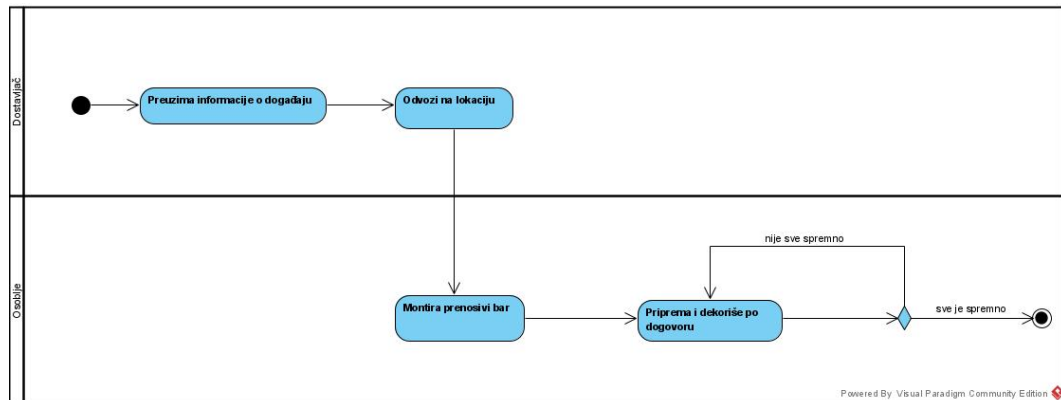 Dostavljač
Preuzima informacije o događaju
Odvozi na lokaciju
Osoblje
nije sve spremno
Montira prenosivi bar
Priprema i dekoriše po
dogovoru
sve je spremno
Powered By Visual Paradigm Community Edition